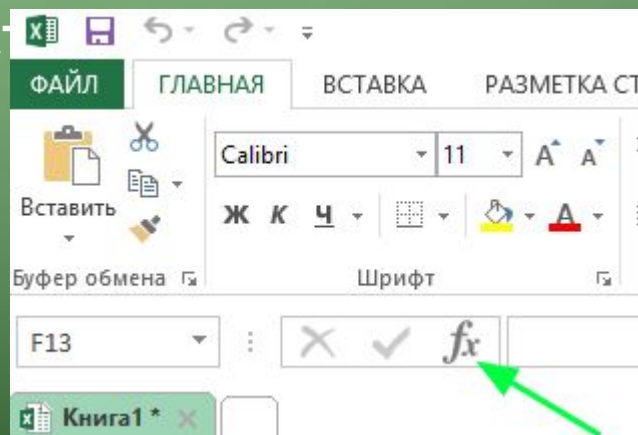 ФАЙЛ ГЛАВНАЯ ВСТАВКА РАЗМЕТКА СТ
Calibri 11 A A
Вставить Ж К Ч A
Буфер обмена Шрифт
F13 fx
Книга1 *